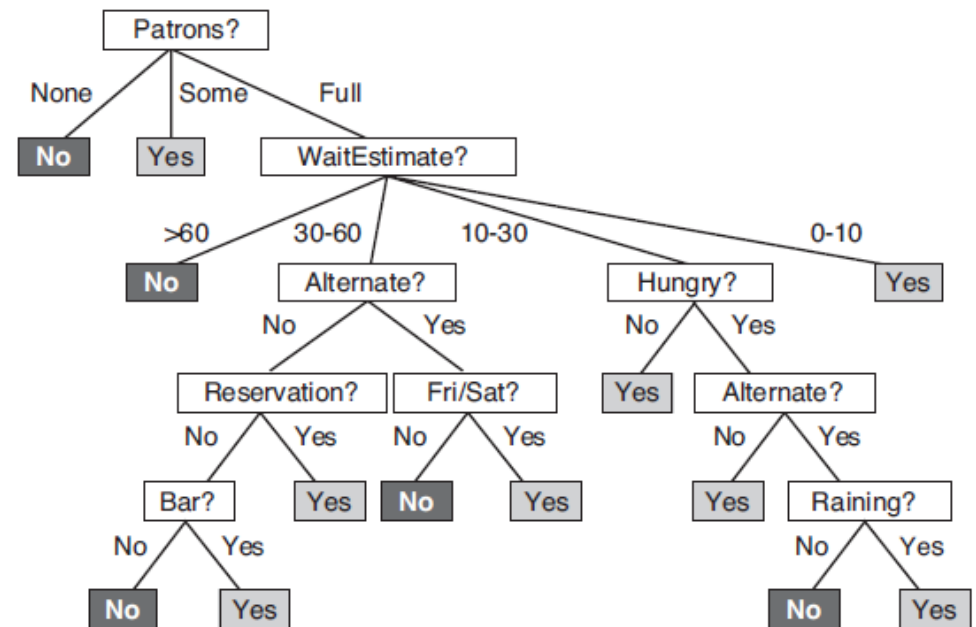 Patrons?
None Some Full
No Yes WaitEstimate?
>60 30-60 10-30 0-10
No Alternate? Hungry? Yes
No Yes No Yes
Reservation? Fri/Sat? Yes Alternate?
No Yes No Yes No Yes
Bar? Yes No Yes Yes Raining?
No Yes No Yes
No Yes No Yes